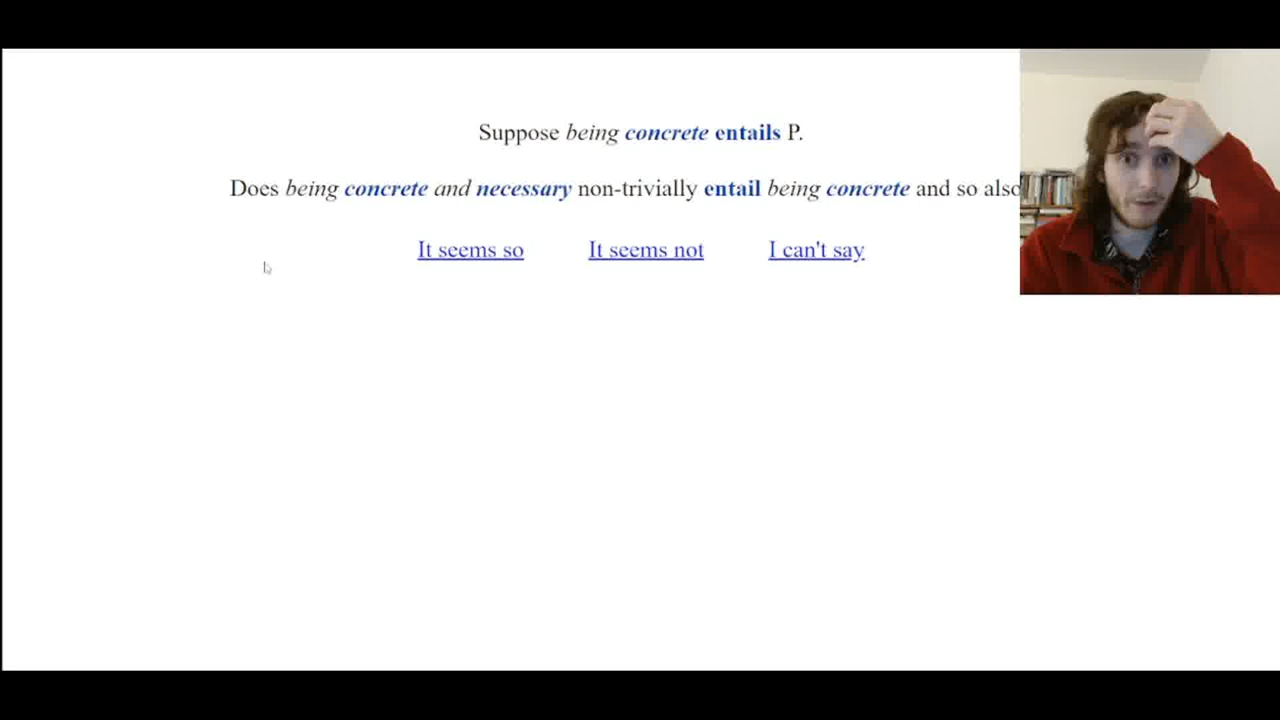 Suppose being concrete entails P.
Does being concrete and necessary non-trivially entail being concrete and so also
It seems so It seems not I can't say